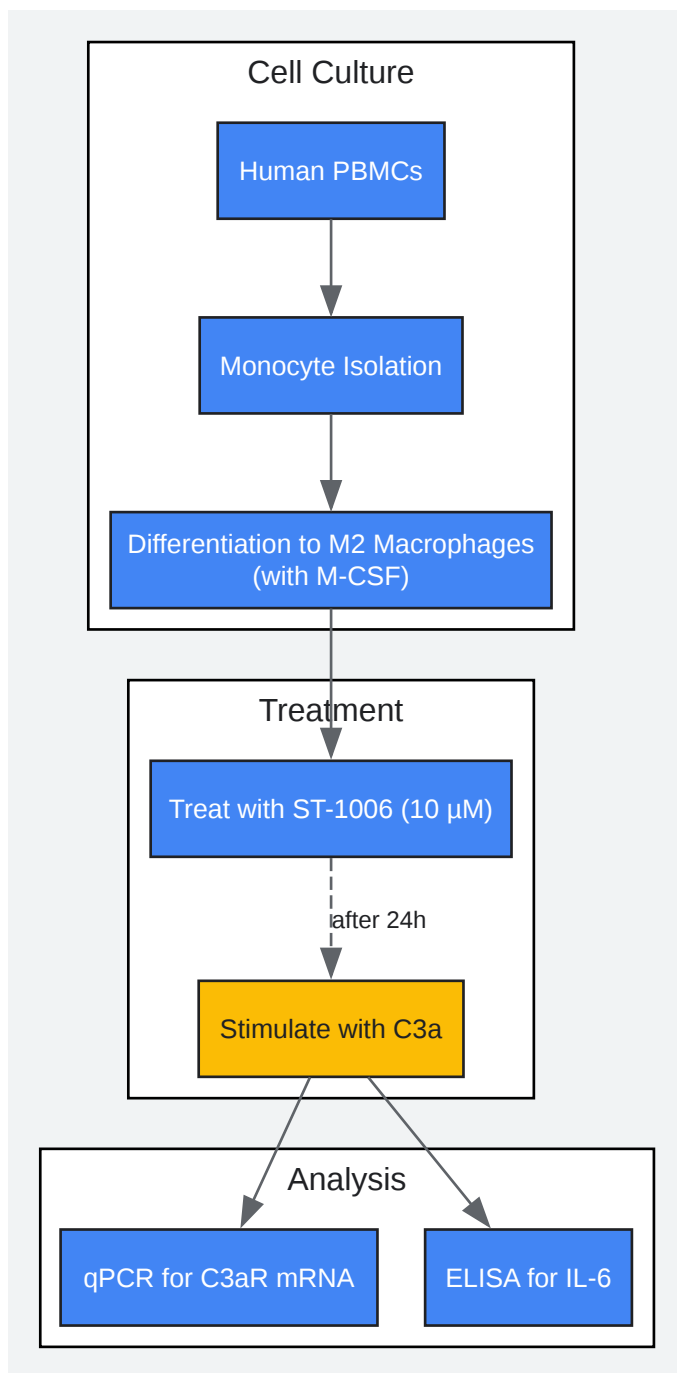 Cell Culture
Human PBMCs
Monocyte Isolation
Differentiation to M2 Macrophages
(with M-CSF)
Treatment
Treat with ST-1006 (10 µM)
after 24h
Stimulate with C3a
Analysis
qPCR for C3aR mRNA
ELISA for IL-6